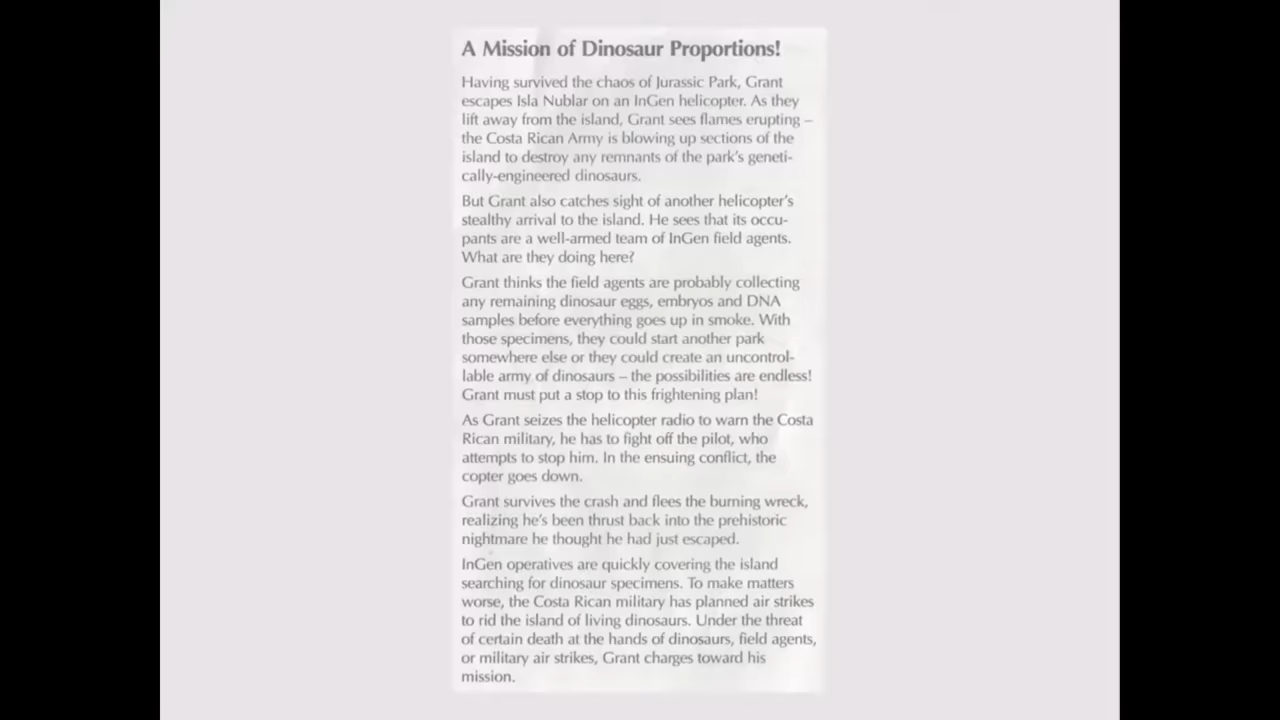 A Mission of Dinosaur Proportions!
Having survived the chaos of Jurassic Park, Grant
escapes Isla Nublar on an InGen helicopter. As they
lift away from the island, Grant sees flames erupting –
the Costa Rican Army is blowing up sections of the
island to destroy any remnants of the park's geneti-
cally-engineered dinosaurs.
But Grant also catches sight of another helicopter's
stealthy arrival to the island. He sees that its occu-
pants are a well-armed team of InGen field agents.
What are they doing here?
Grant thinks the field agents are probably collecting
any remaining dinosaur eggs, embryos and DNA
samples before everything goes up in smoke. With
those specimens, they could start another park
somewhere else or they could create an uncontrol-
lable army of dinosaurs – the possibilities are endless!
Grant must put a stop to this frightening plan!
As Grant seizes the helicopter radio to warn the Costa
Rican military, he has to fight off the pilot, who
attempts to stop him. In the ensuing conflict, the
copter goes down.
Grant survives the crash and flees the burning wreck,
realizing he's been thrust back into the prehistoric
nightmare he thought he had just escaped.
InGen operatives are quickly covering the island
searching for dinosaur specimens. To make matters
worse, the Costa Rican military has planned air strikes
to rid the island of living dinosaurs. Under the threat
of certain death at the hands of dinosaurs, field agents,
or military air strikes, Grant charges toward his
mission.